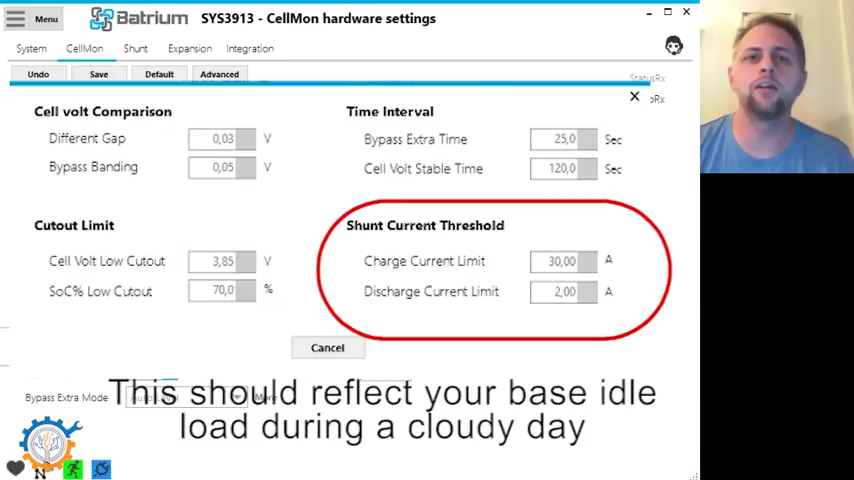 Menu
Batrium
SYS3913 - CellMon hardware settings
System CellMon Shunt Expansion Integration
Undo Save Default Advanced
StatusRx
Cell volt Comparison
Different Gap 0,03 V
Bypass Banding 0,05 V
Time Interval
Bypass Extra Time 25,0 Sec
Cell Volt Stable Time 120,0 Sec
Cutout Limit
Cell Volt Low Cutout 3,85 V
SoC% Low Cutout 70,0 %
Shunt Current Threshold
Charge Current Limit 30,00 A
Discharge Current Limit 2,00 A
Cancel
Bypass Extra Mode
This should reflect your base idle
load during a cloudy day